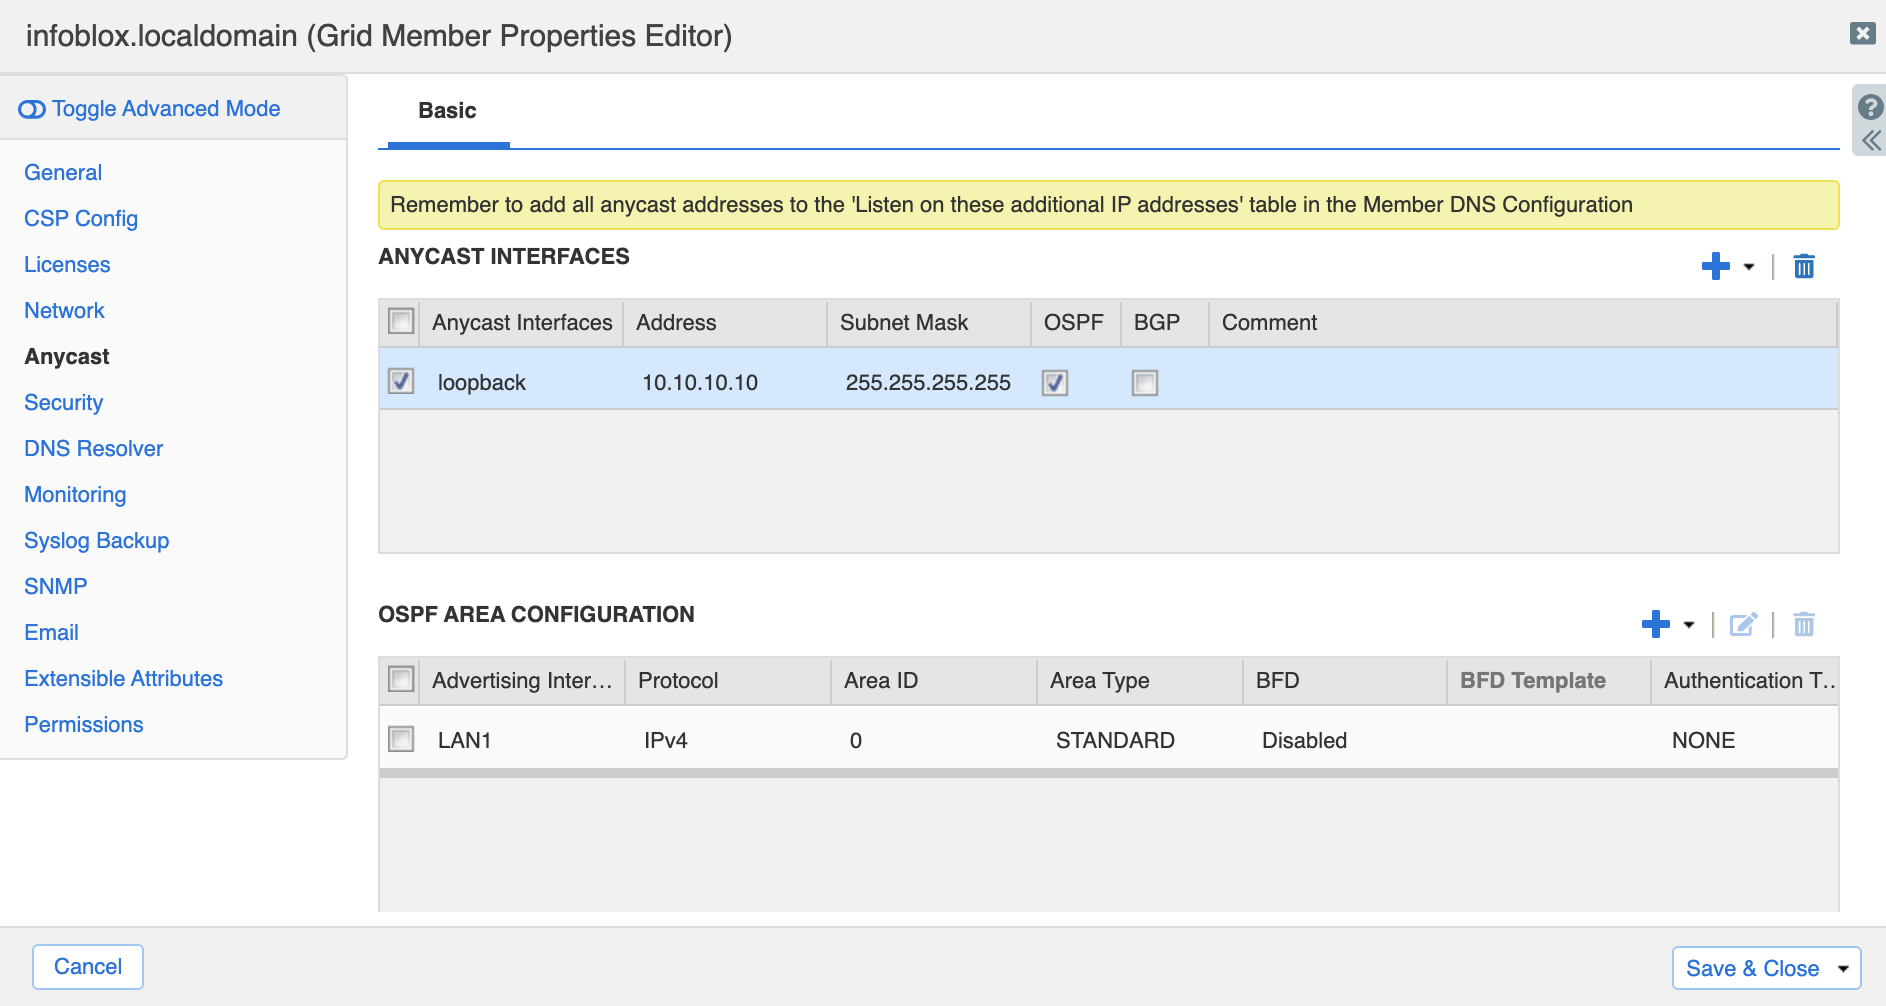 infoblox.localdomain (Grid Member Properties Editor)
Toggle Advanced Mode
General
CSP Config
Licenses
Network
Anycast
Security
DNS Resolver
Monitoring
Syslog Backup
SNMP
Email
Extensible Attributes
Permissions
Basic
Remember to add all anycast addresses to the 'Listen on these additional IP addresses' table in the Member DNS Configuration
ANYCAST INTERFACES
Anycast Interfaces Address Subnet Mask OSPF BGP Comment
loopback 10.10.10.10 255.255.255.255
OSPF AREA CONFIGURATION
Advertising Inter... Protocol Area ID Area Type BFD BFD Template Authentication T...
LAN1 IPv4 0 STANDARD Disabled NONE
Cancel
Save & Close